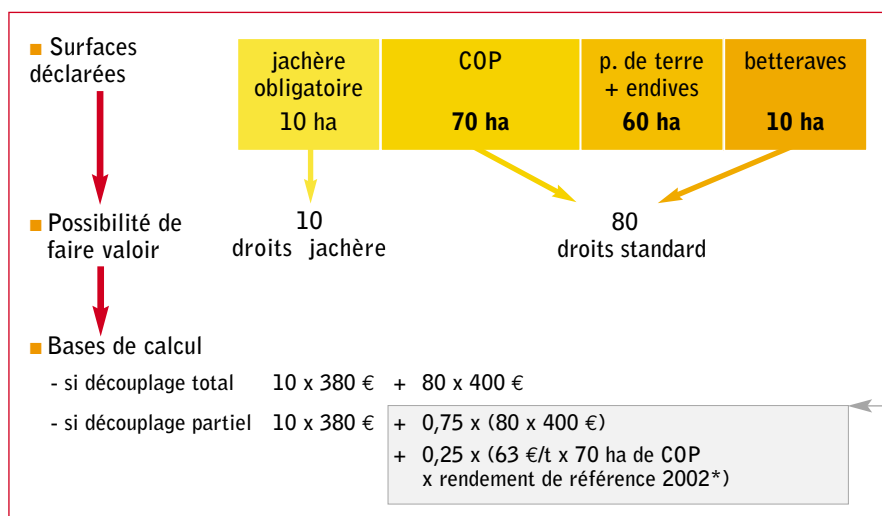 ■ Surfaces
déclarées
jachère
obligatoire
10 ha
COP
70 ha
p. de terre
+ endives
60 ha
betteraves
10 ha
■ Possibilité de
faire valoir
10
droits jachère
80
droits standard
■ Bases de calcul
- si découplage total 10 x 380 € + 80 x 400 €
- si découplage partiel 10 x 380 € + 0,75 x (80 x 400 €)
+ 0,25 x (63 €/t x 70 ha de COP
x rendement de référence 2002*)